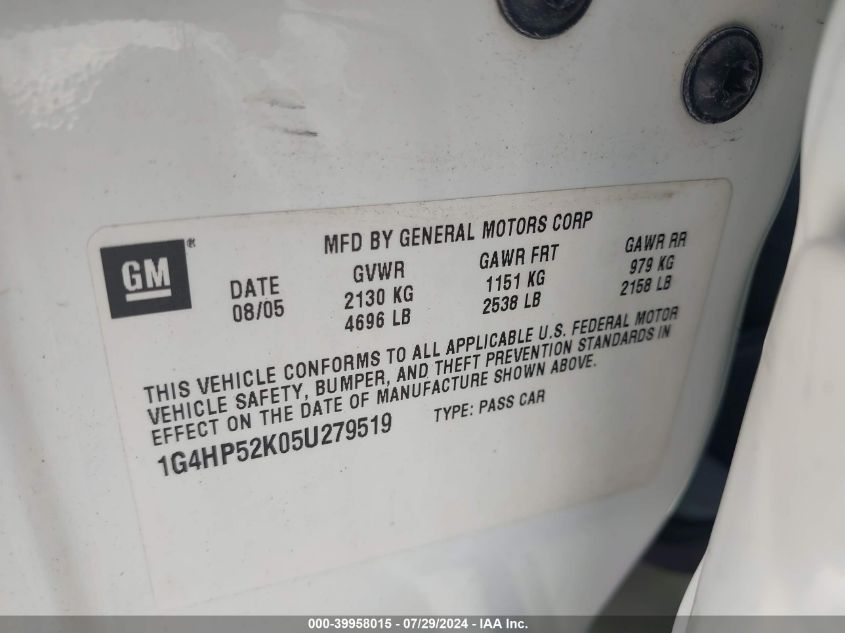 GM ®
MFD BY GENERAL MOTORS CORP
DATE GVWR GAWR FRT GAWR RR
08/05 2130 KG 1151 KG 979 KG
4696 LB 2538 LB 2158 LB
THIS VEHICLE CONFORMS TO ALL APPLICABLE U.S. FEDERAL MOTOR
VEHICLE SAFETY, BUMPER, AND THEFT PREVENTION STANDARDS IN
EFFECT ON THE DATE OF MANUFACTURE SHOWN ABOVE.
1G4HP52K05U279519 TYPE: PASS CAR
000-39958015 - 07/29/2024 - IAA Inc.